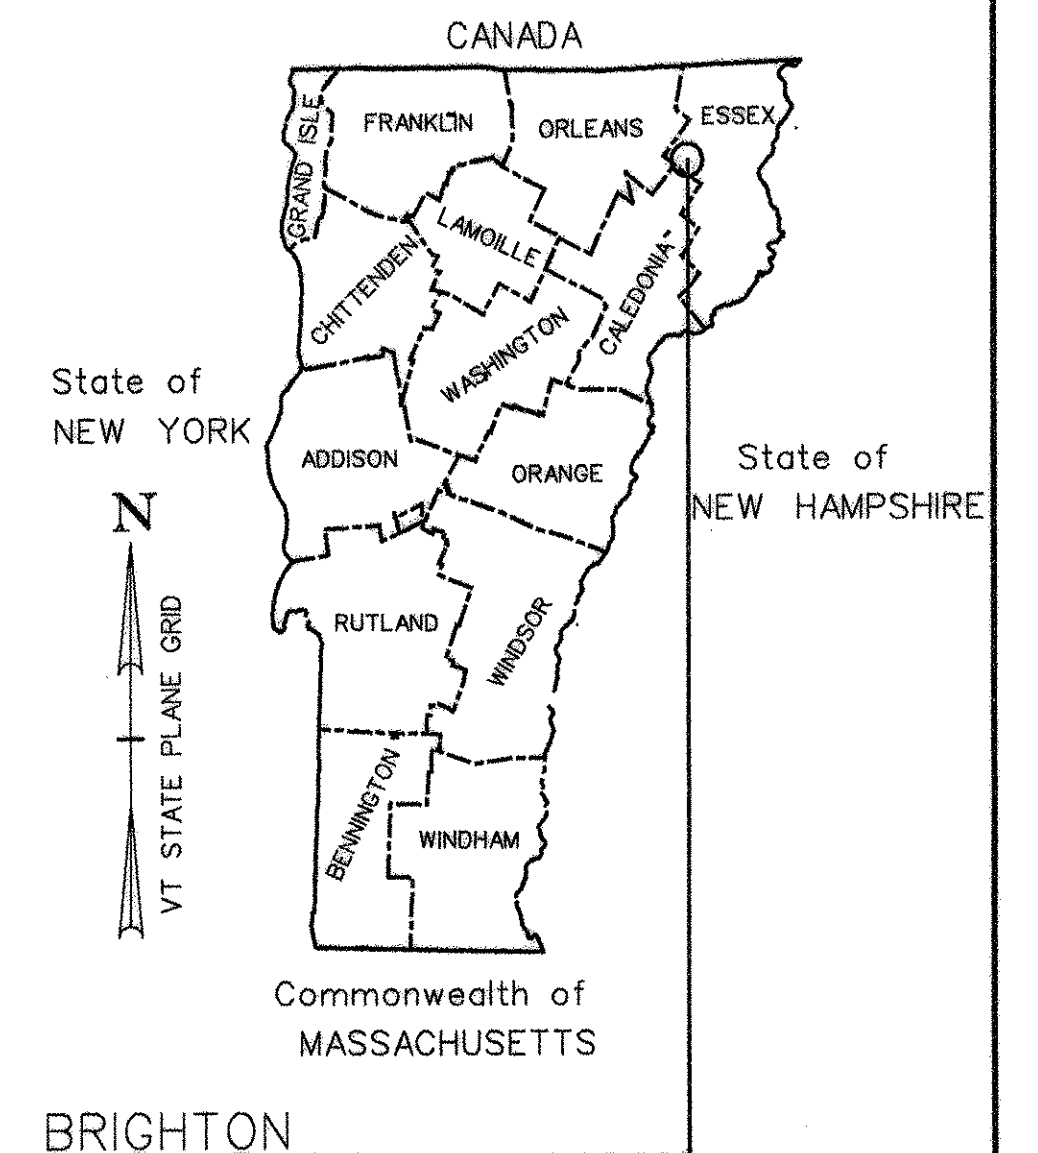 CANADA
GRAND ISLE
FRANKLIN
ORLEANS
ESSEX
LAMOILLE
CHITTENDEN
CALEDONIA
WASHINGTON
State of
NEW YORK
ADDISON
ORANGE
State of
NEW HAMPSHIRE
N
VT STATE PLANE GRID
RUTLAND
WINDSOR
BENNINGTON
WINDHAM
Commonwealth of
MASSACHUSETTS
BRIGHTON